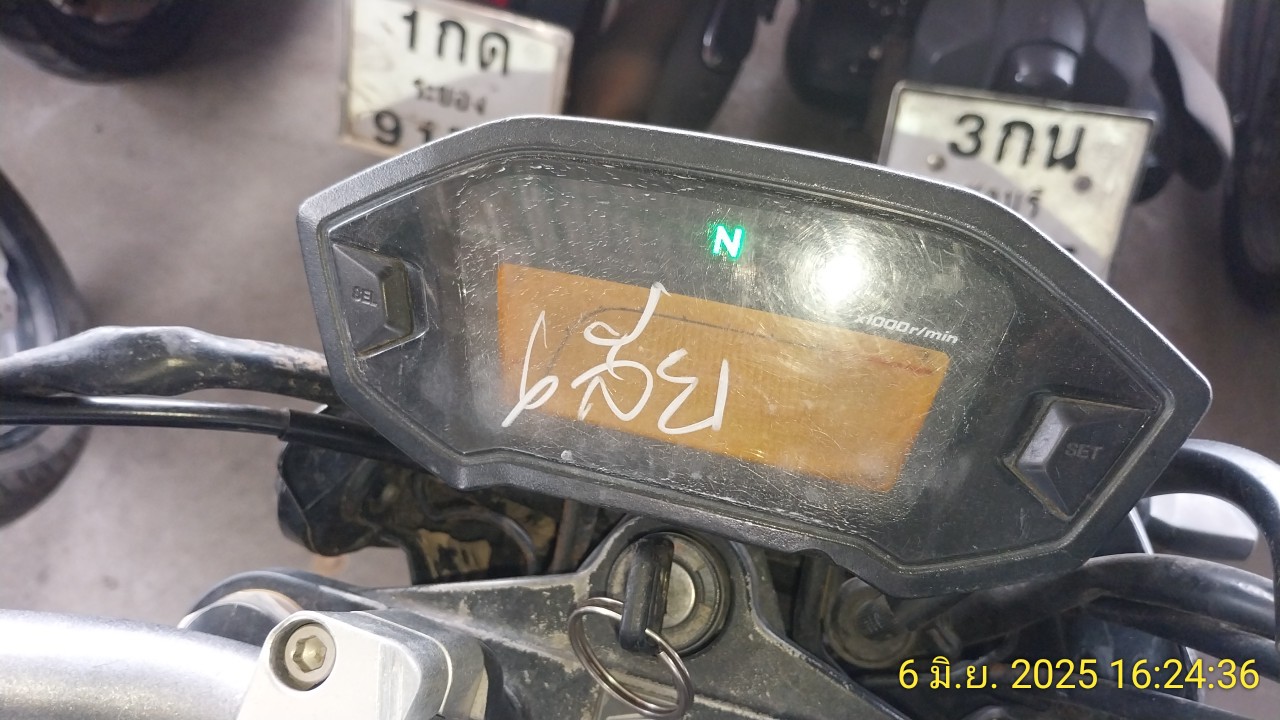 1กด
ระยอง
3กน
N
x1000r/min
SEL
เสีย
SET
6 มิ.ย. 2025 16:24:36